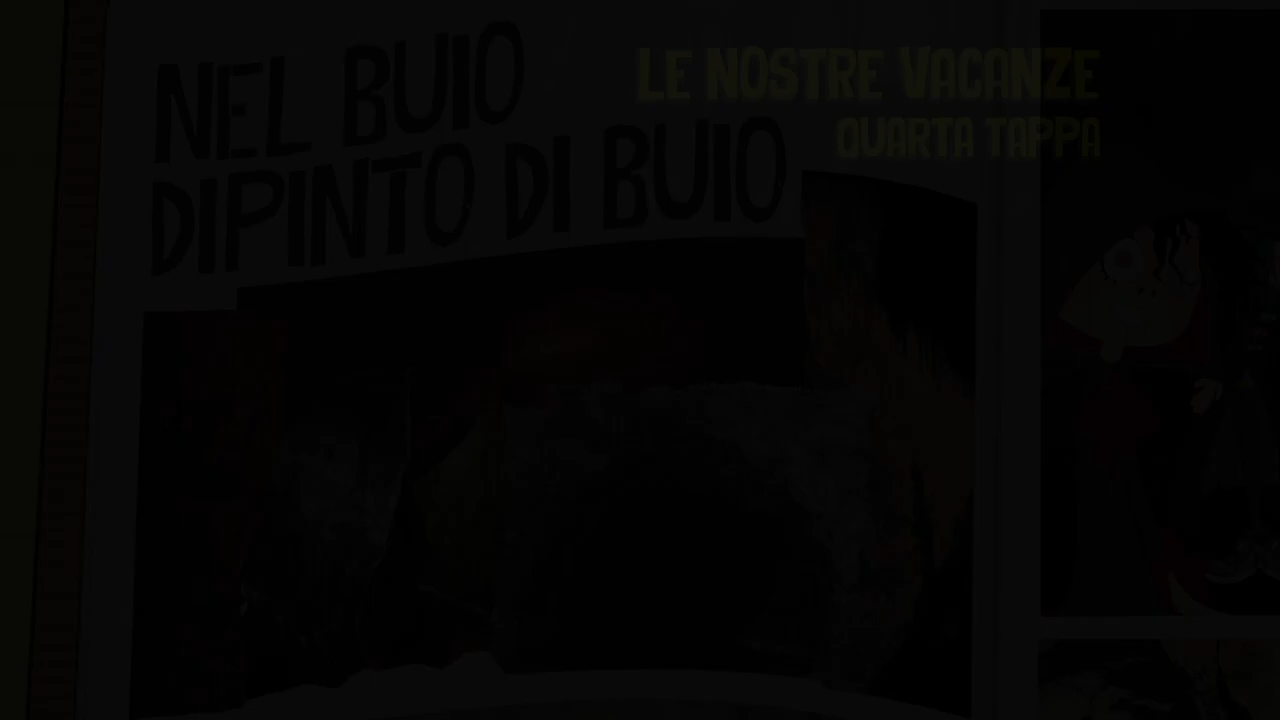 NEL BUIO
DIPINTO DI BUIO
LE NOSTRE VACANZE
QUARTA TAPPA